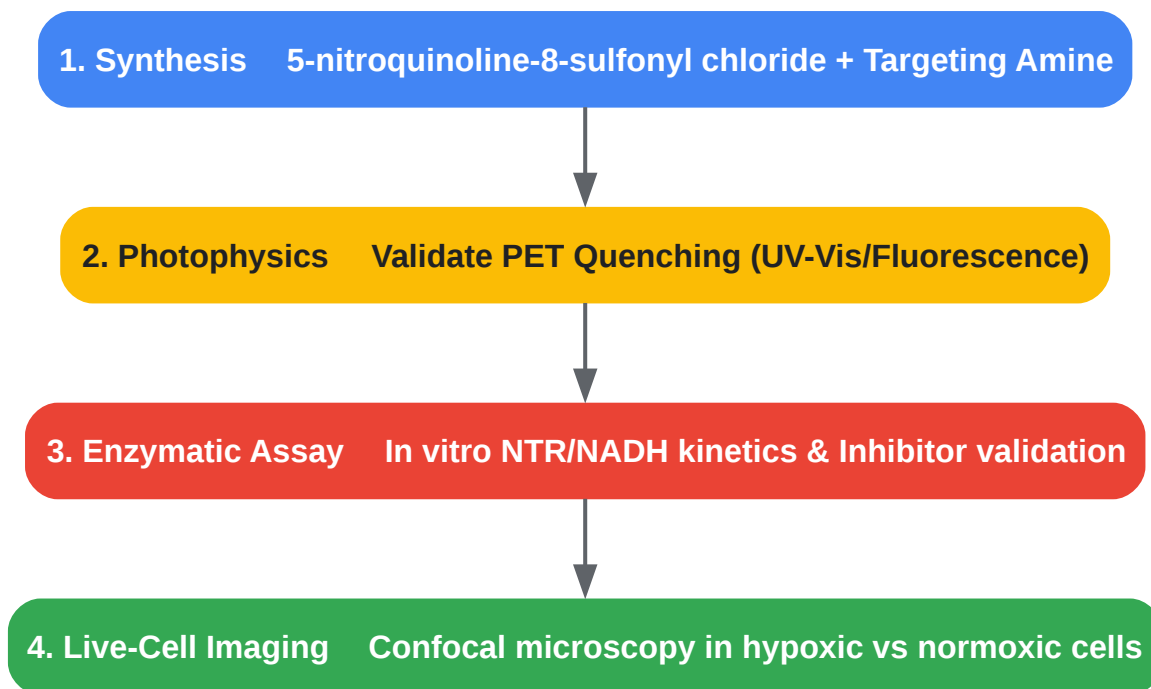 1. Synthesis 5-nitroquinoline-8-sulfonyl chloride + Targeting Amine
2. Photophysics Validate PET Quenching (UV-Vis/Fluorescence)
3. Enzymatic Assay In vitro NTR/NADH kinetics & Inhibitor validation
4. Live-Cell Imaging Confocal microscopy in hypoxic vs normoxic cells